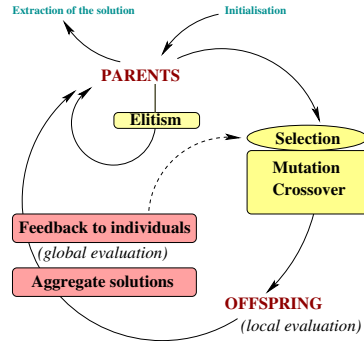 Extraction of the solution
Initialisation
PARENTS
Elitism
Selection
Mutation
Crossover
Feedback to individuals
(global evaluation)
Aggregate solutions
OFFSPRING
(local evaluation)